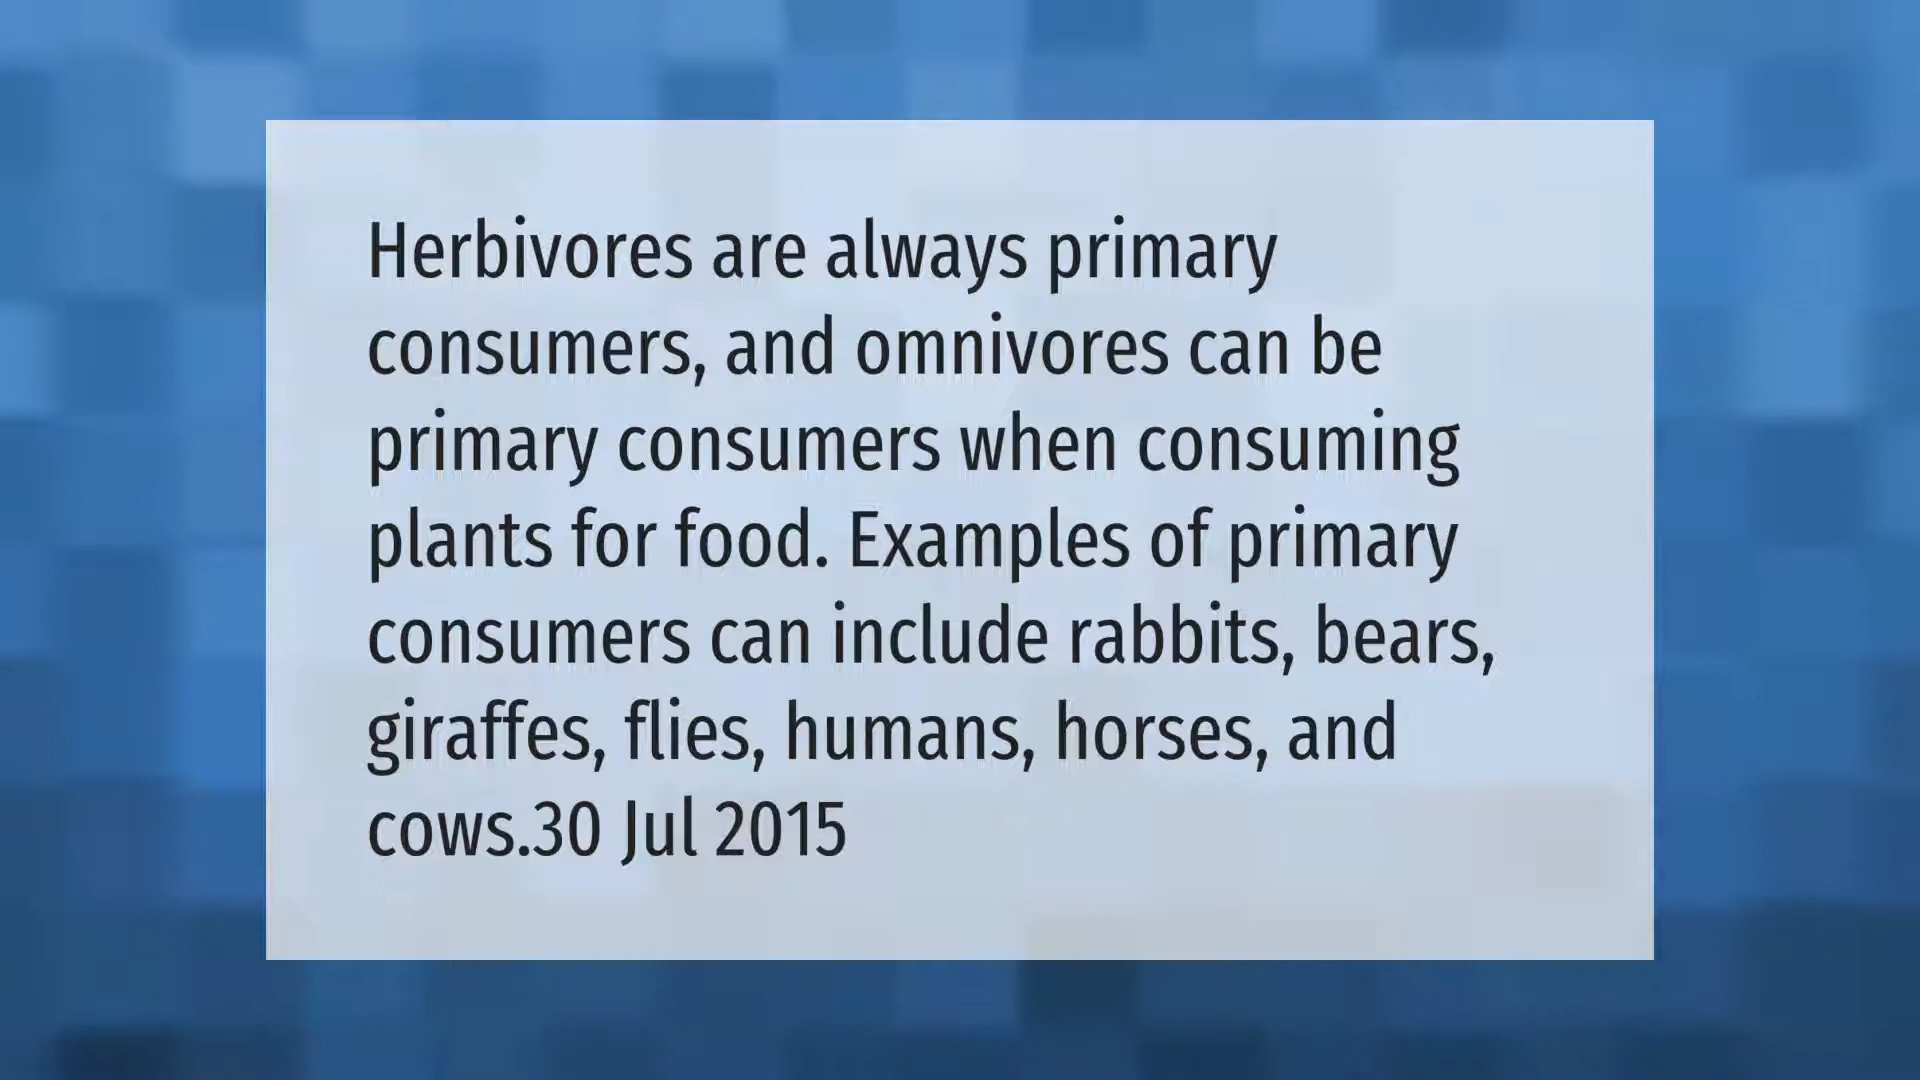 Herbivores are always primary
consumers, and omnivores can be
primary consumers when consuming
plants for food. Examples of primary
consumers can include rabbits, bears,
giraffes, flies, humans, horses, and
cows.30 Jul 2015